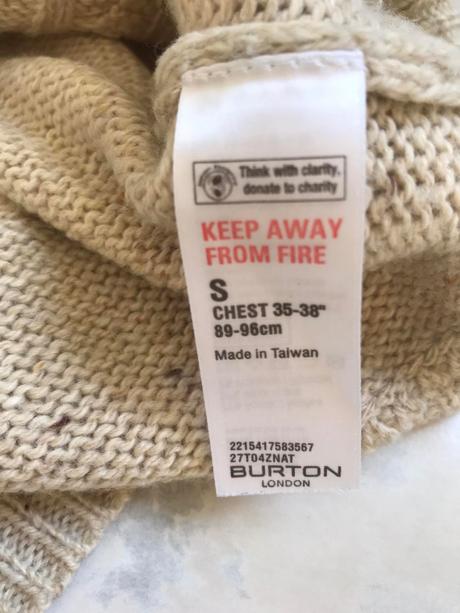 Think with clarity,
donate to charity
KEEP AWAY
FROM FIRE
S
CHEST 35-38"
89-96cm
Made in Taiwan
2215417583567
27T04ZNAT
BURTON
LONDON